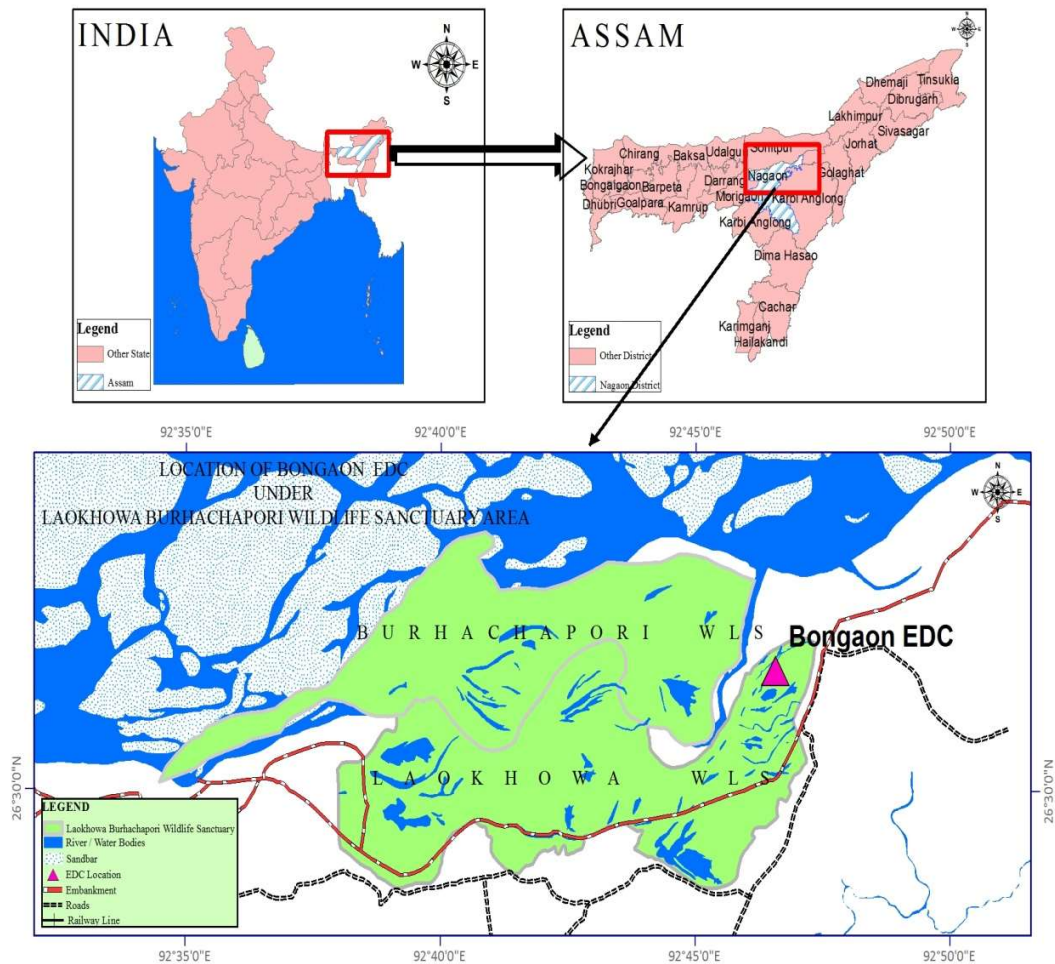 INDIA
N
W
E
S
Legend
Other State
Assam
ASSAM
N
W
E
S
Dhemaji
Tinsukia
Dibrugarh
Lakhimpur
Sivasagar
Jorhat
Sonitpur
Chirang
Baksa
Udalgu
Kokrajhar
Golaghat
Nagaon
Darrang
Bongaigaon
Barpeta
Morigaon
Karbi Anglong
Dhubri
Goalpara
Kamrup
Karbi Anglong
Dima Hasao
Cachar
Karimganj
Hailakandi
Legend
Other District
Nagaon District
92°35'0"E
92°40'0"E
92°45'0"E
92°50'0"E
LOCATION OF BONGAON EDC
UNDER
LAOKHOWA BURHACHAPORI WILDLIFE SANCTUARY AREA
N
W
E
S
BURHACHAPORI WLS
Bongaon EDC
LAOKHOWA WLS
26°30'0"N
26°30'0"N
LEGEND
Laokhowa Burhachapori Wildlife Sanctuary
River / Water Bodies
Sandbar
EDC Location
Embankment
Roads
Railway Line
92°35'0"E
92°40'0"E
92°45'0"E
92°50'0"E